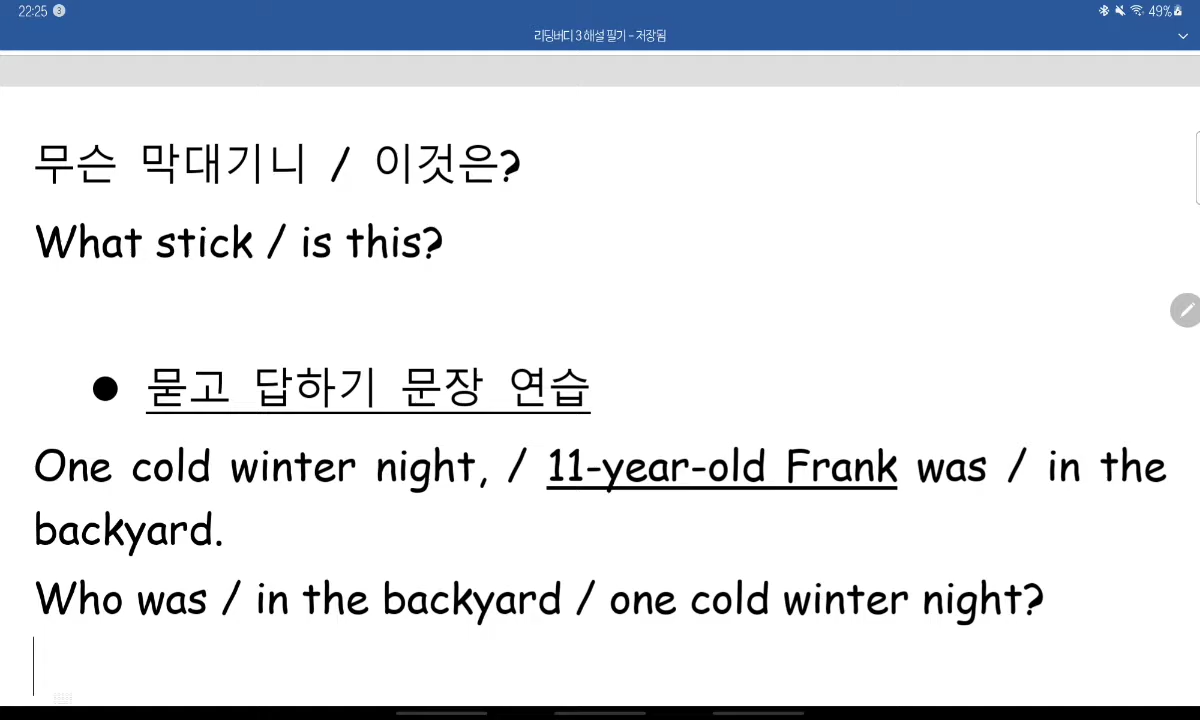 22:25 3 49%
리딩버디 3 해설 필기 - 저장됨
무슨 막대기니 / 이것은?
What stick / is this?
● 묻고 답하기 문장 연습
One cold winter night, / 11-year-old Frank was / in the
backyard.
Who was / in the backyard / one cold winter night?